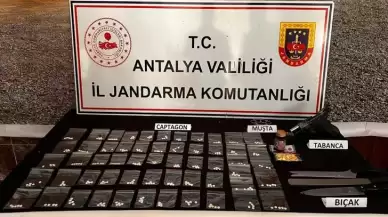 T.C.
ANTALYA VALİLİĞİ
İL JANDARMA KOMUTANLIĞI
CAPTAGON
MUŞTA
TABANCA
BIÇAK